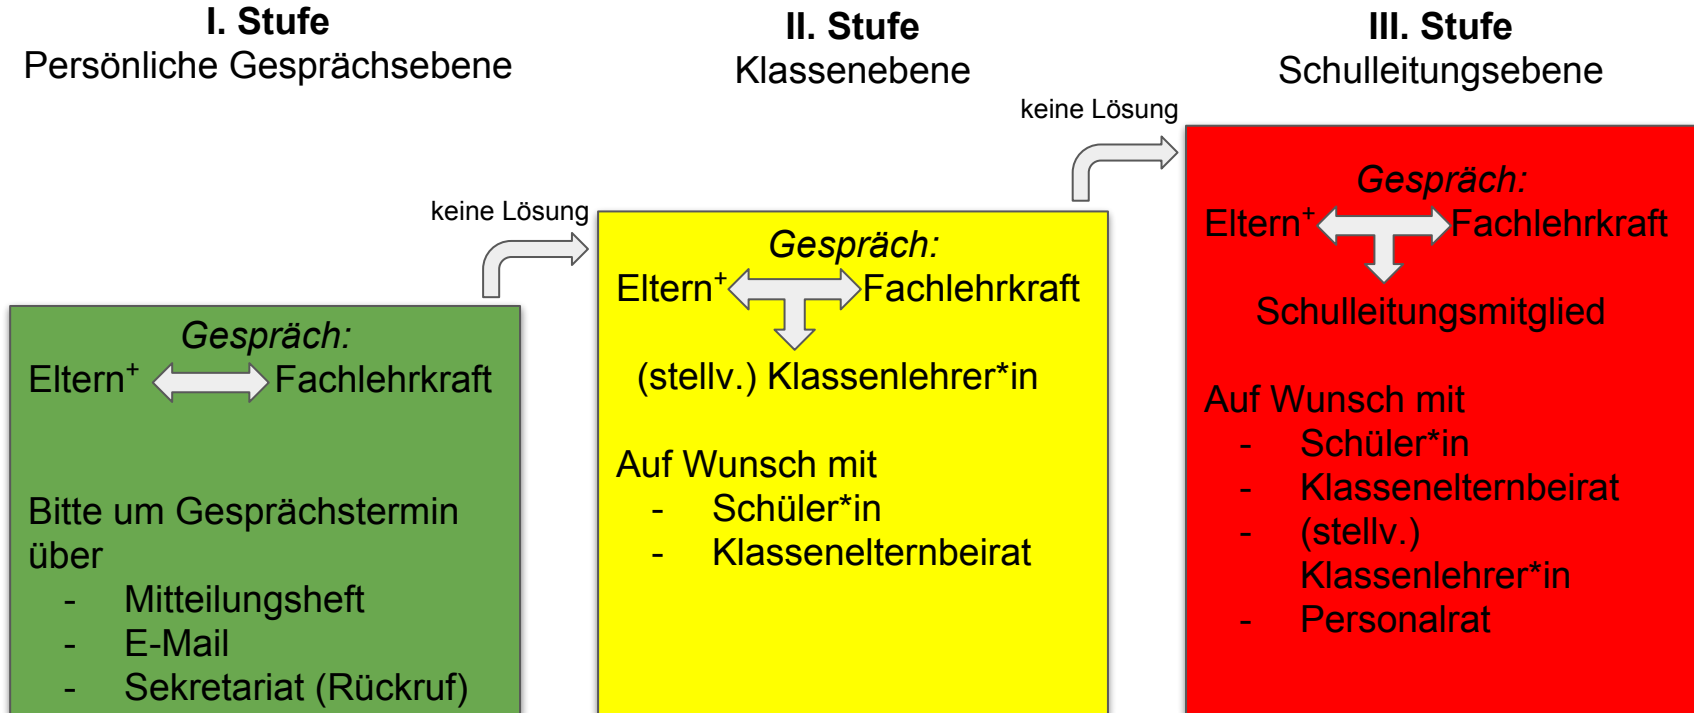 I. Stufe
Persönliche Gesprächsebene
keine Lösung
Gespräch:
Eltern⁺ Fachlehrkraft
Bitte um Gesprächstermin
über
- Mitteilungsheft
- E-Mail
- Sekretariat (Rückruf)
II. Stufe
Klassenebene
keine Lösung
Gespräch:
Eltern⁺ Fachlehrkraft
(stellv.) Klassenlehrer*in
Auf Wunsch mit
- Schüler*in
- Klassenelternbeirat
III. Stufe
Schulleitungsebene
Gespräch:
Eltern⁺ Fachlehrkraft
Schulleitungsmitglied
Auf Wunsch mit
- Schüler*in
- Klassenelternbeirat
- (stellv.)
Klassenlehrer*in
- Personalrat